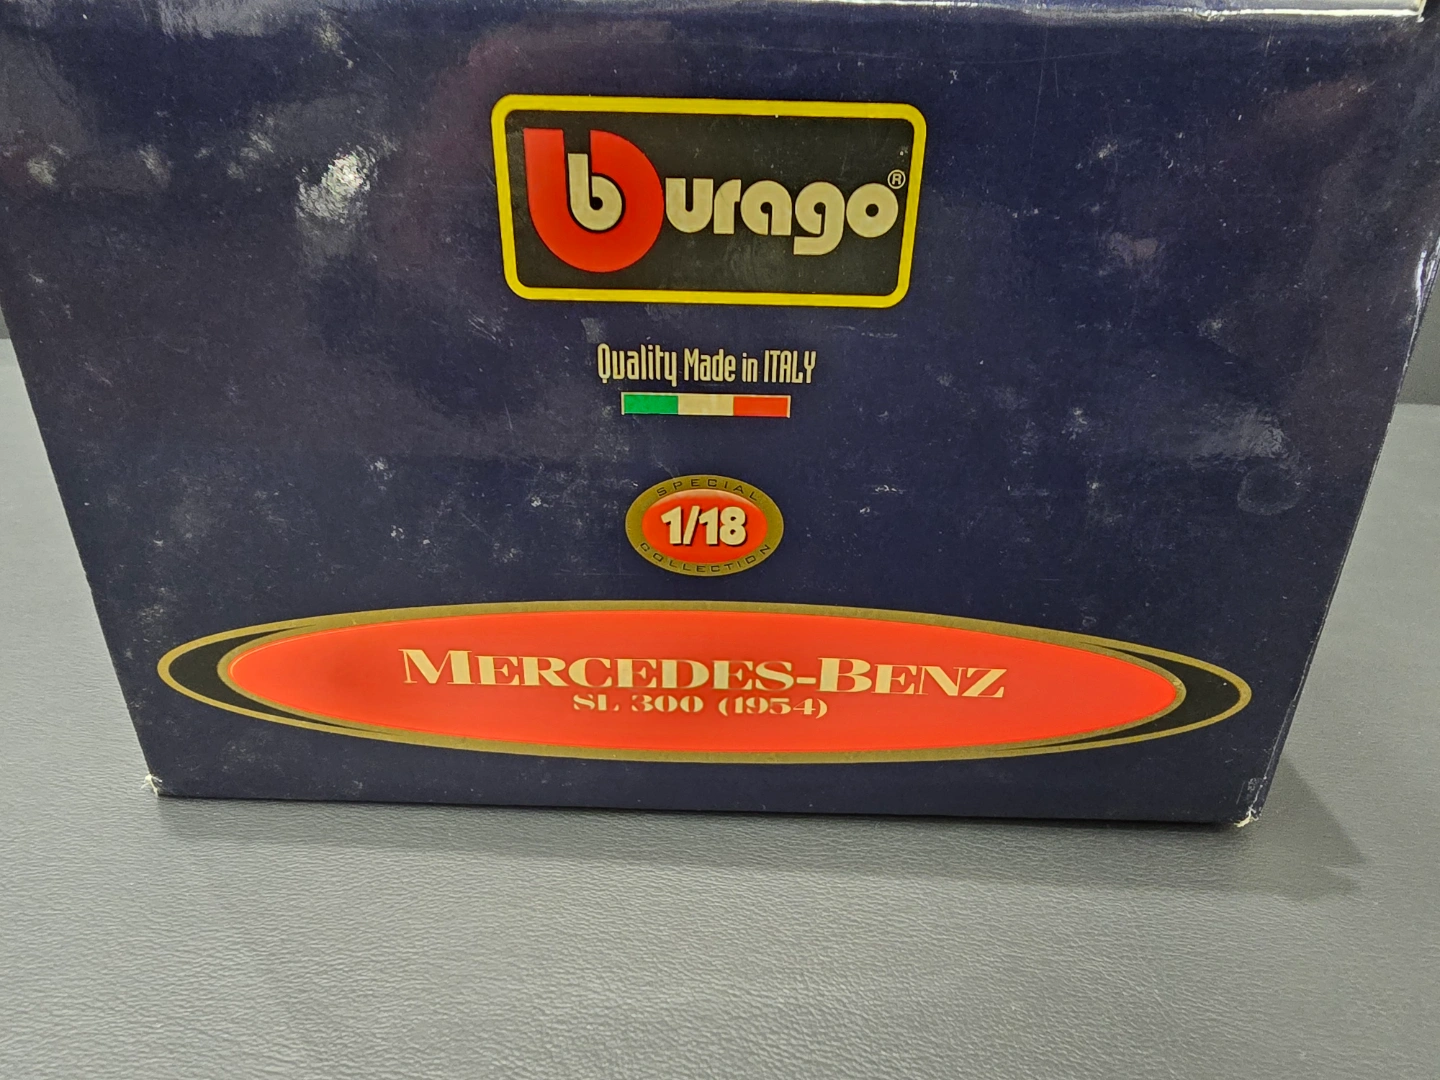 burago®
Quality Made in ITALY
SPECIAL
1/18
COLLECTION
MERCEDES-BENZ
SL 300 (1954)